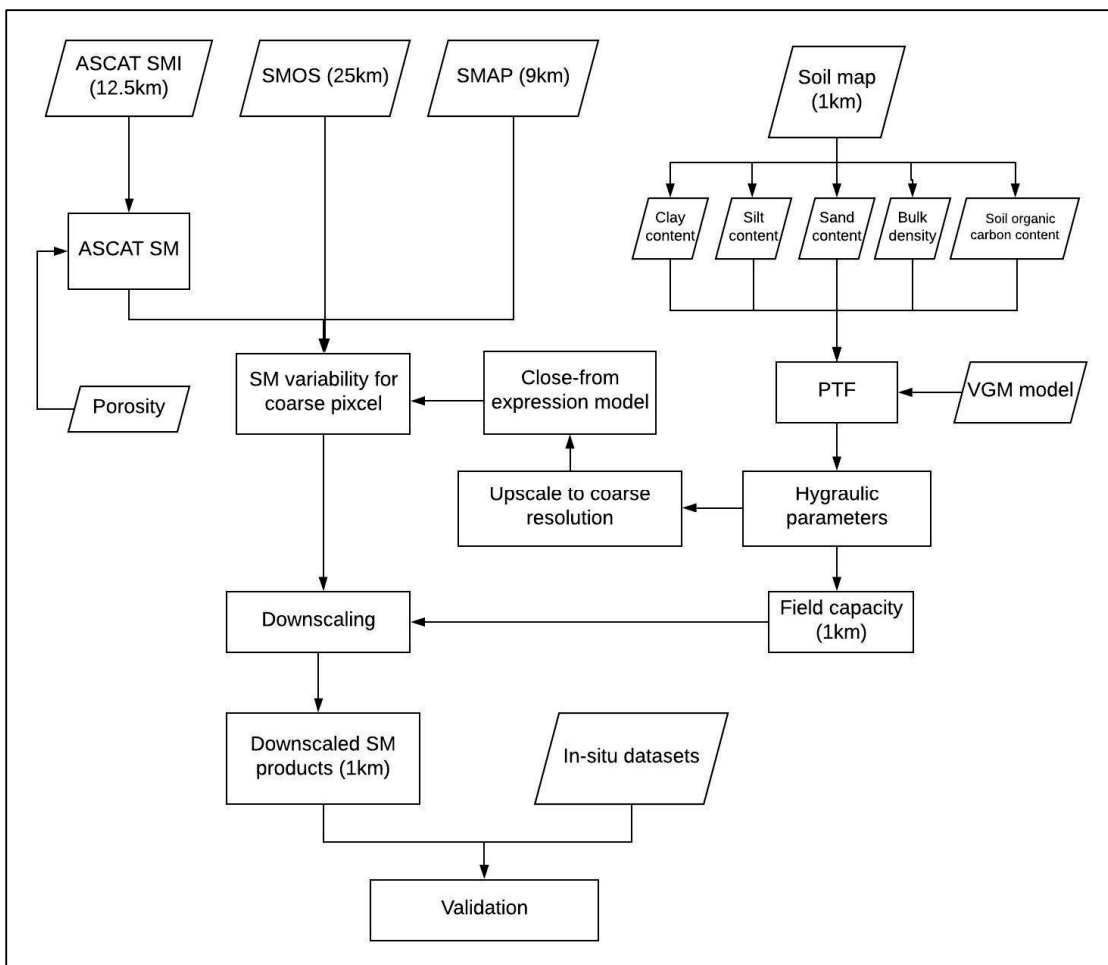 ASCAT SMI
(12.5km)
SMOS (25km)
SMAP (9km)
Soil map
(1km)
Clay
content
Silt
content
Sand
content
Bulk
density
Soil organic
carbon content
ASCAT SM
Porosity
SM variability for
coarse pixcel
Close-from
expression model
PTF
VGM model
Upscale to coarse
resolution
Hygraulic
parameters
Downscaling
Field capacity
(1km)
Downscaled SM
products (1km)
In-situ datasets
Validation